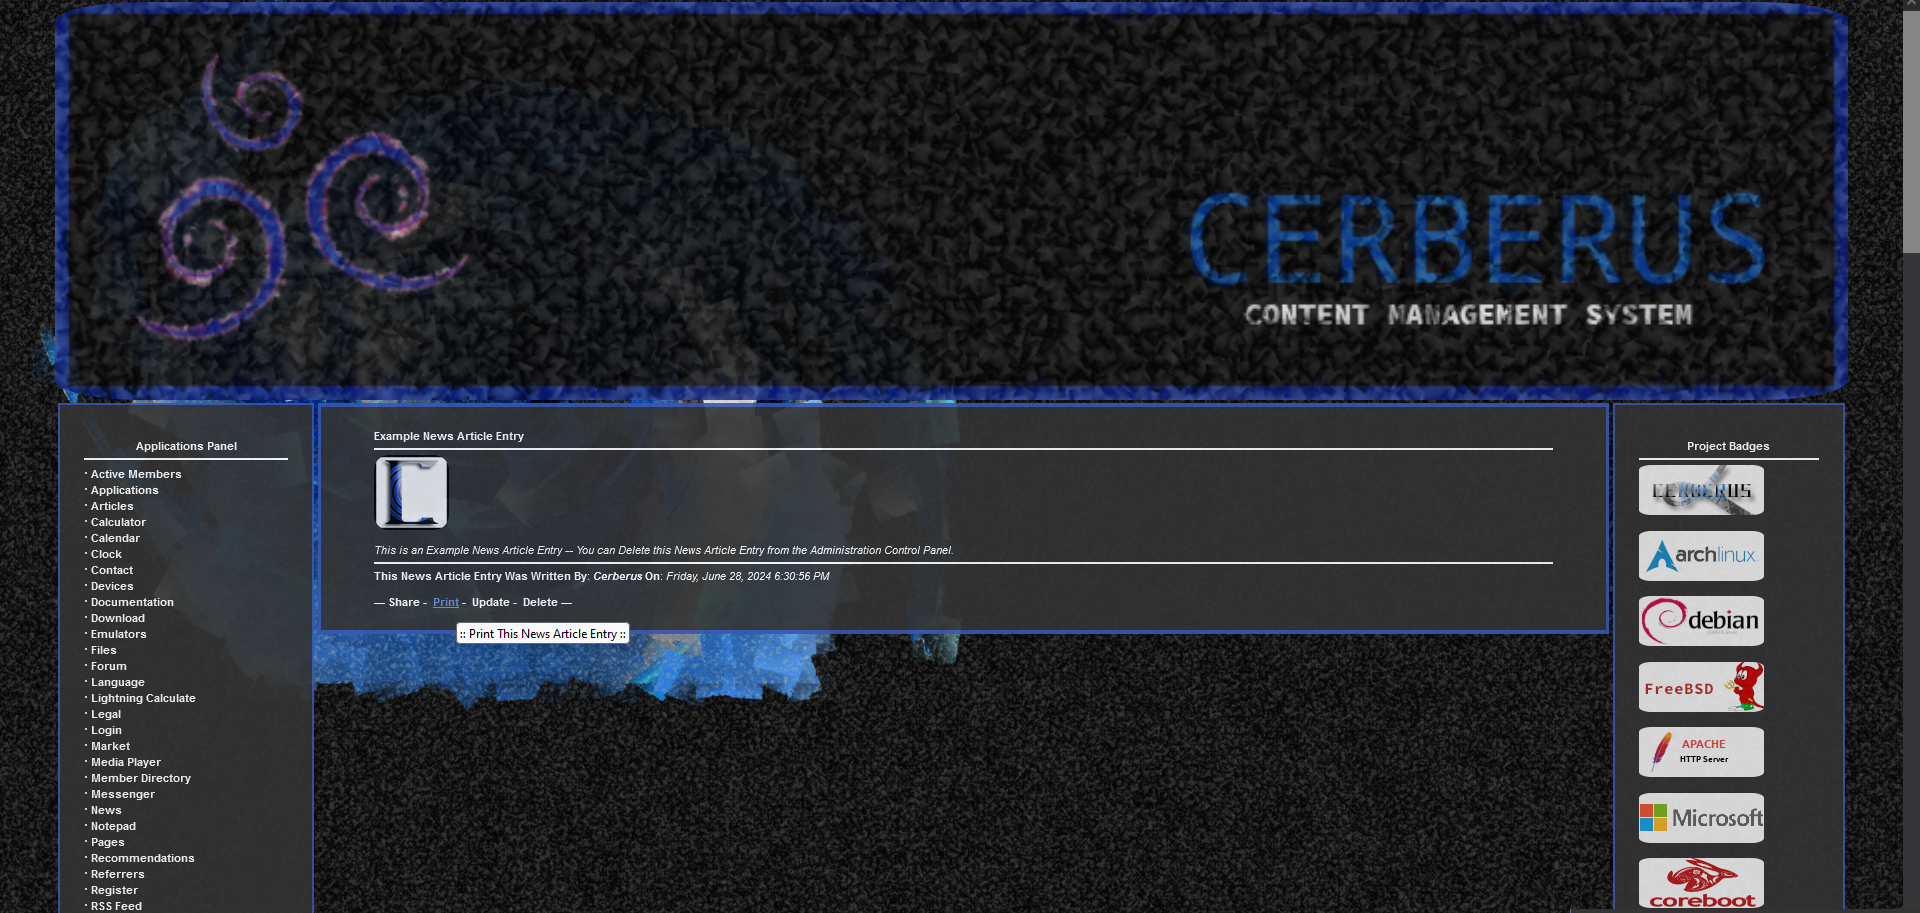 CERBERUS
CONTENT MANAGEMENT SYSTEM
Applications Panel
· Active Members
· Applications
· Articles
· Calculator
· Calendar
· Clock
· Contact
· Devices
· Documentation
· Download
· Emulators
· Files
· Forum
· Language
· Lightning Calculate
· Legal
· Login
· Market
· Media Player
· Member Directory
· Messenger
· News
· Notepad
· Pages
· Recommendations
· Referrers
· Register
· RSS Feed
Example News Article Entry
This is an Example News Article Entry -- You can Delete this News Article Entry from the Administration Control Panel.
This News Article Entry Was Written By: Cerberus On: Friday, June 28, 2024 6:30:56 PM
— Share - Print - Update - Delete —
:: Print This News Article Entry ::
Project Badges
CERBERUS
archlinux
debian
FreeBSD
APACHE
HTTP Server
Microsoft
coreboot